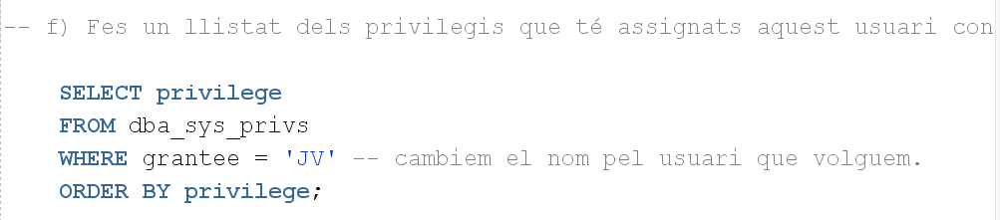 -- f) Fes un llistat dels privilegis que té assignats aquest usuari con
SELECT privilege
FROM dba_sys_privs
WHERE grantee = 'JV' -- cambiem el nom pel usuari que volguem.
ORDER BY privilege;